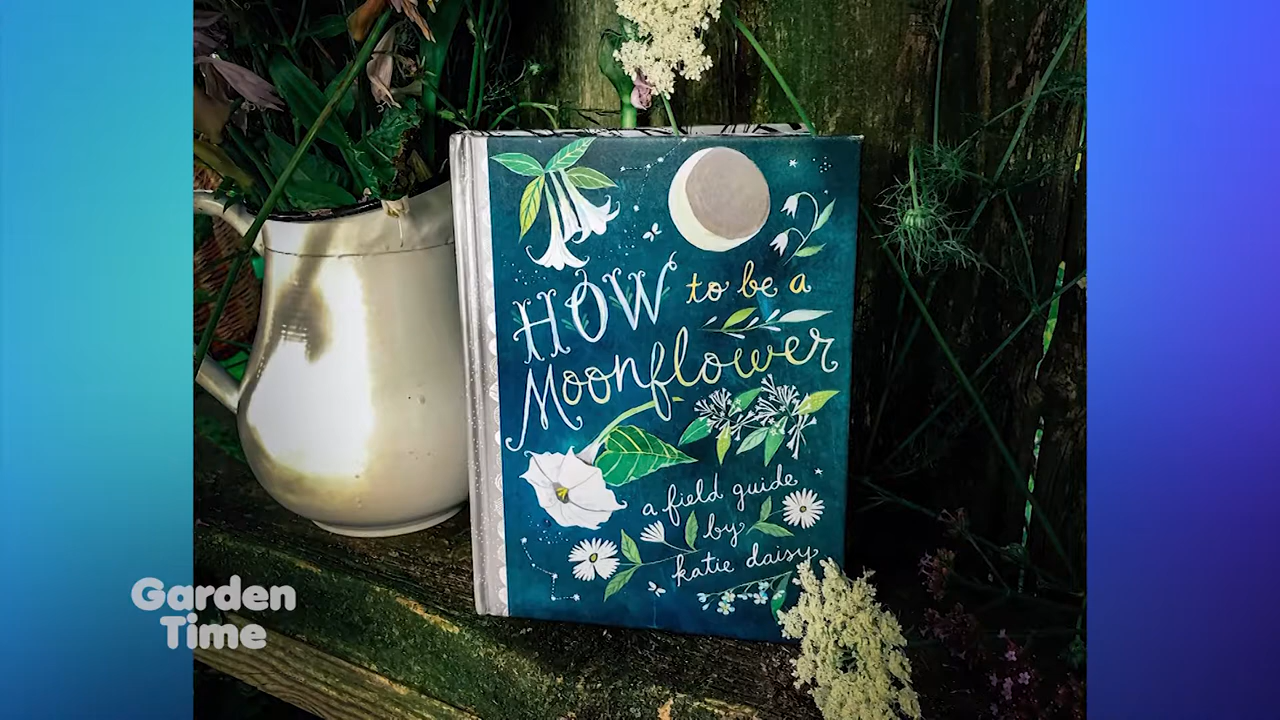 HOW to be a
Moonflower
a field guide
by
katie daisy
Garden
Time